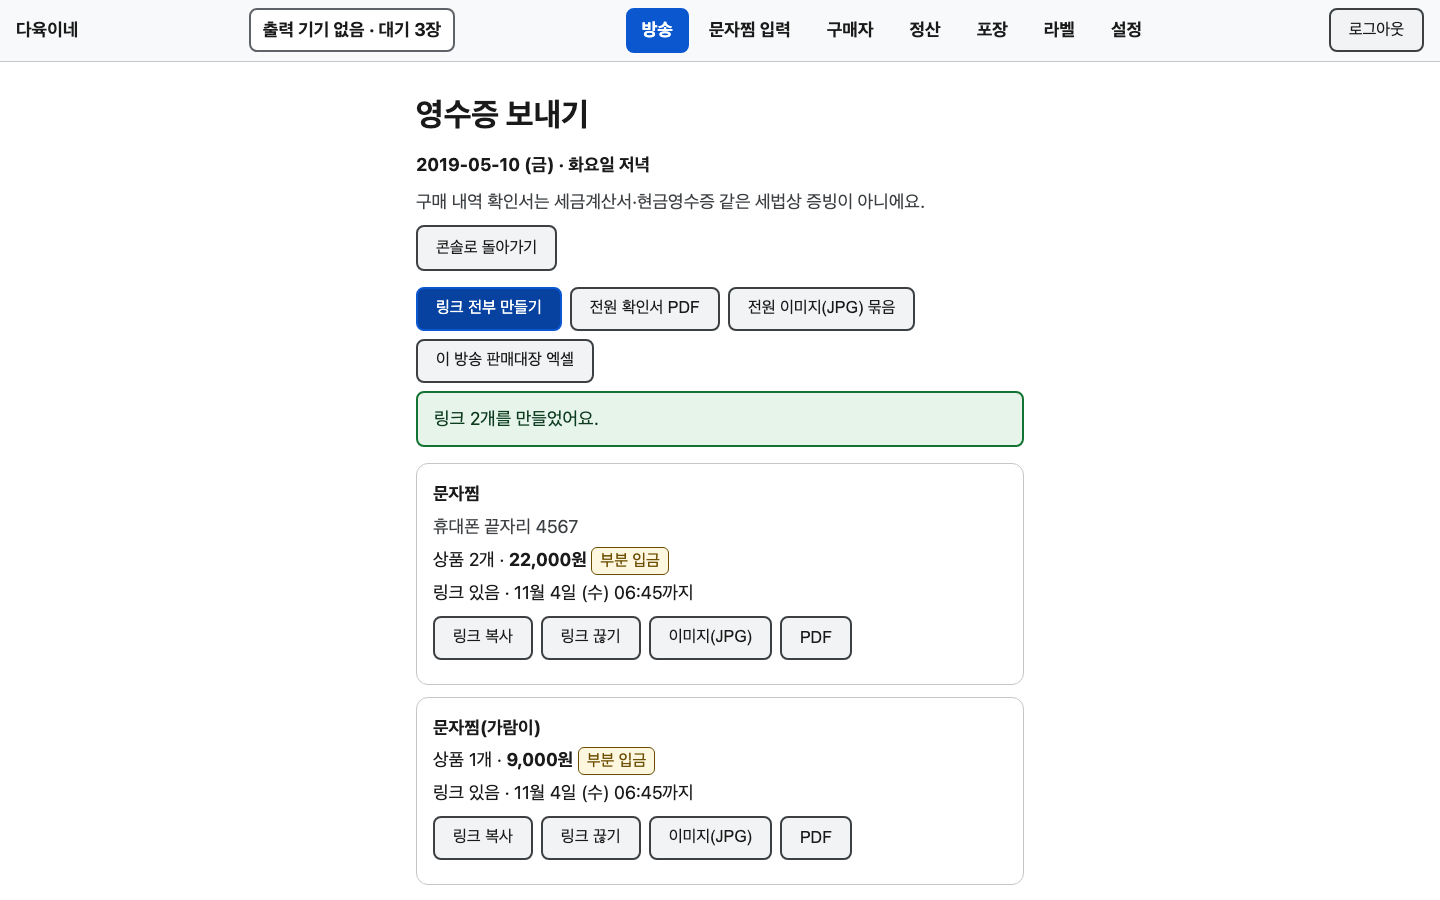 다육이네
출력 기기 없음 · 대기 3장
방송 문자찜 입력 구매자 정산 포장 라벨 설정
로그아웃
영수증 보내기
2019-05-10 (금) · 화요일 저녁
구매 내역 확인서는 세금계산서·현금영수증 같은 세법상 증빙이 아니에요.
콘솔로 돌아가기
링크 전부 만들기 전원 확인서 PDF 전원 이미지(JPG) 묶음
이 방송 판매대장 엑셀
링크 2개를 만들었어요.
문자찜
휴대폰 끝자리 4567
상품 2개 · 22,000원 부분 입금
링크 있음 · 11월 4일 (수) 06:45까지
링크 복사 링크 끊기 이미지(JPG) PDF
문자찜(가람이)
상품 1개 · 9,000원 부분 입금
링크 있음 · 11월 4일 (수) 06:45까지
링크 복사 링크 끊기 이미지(JPG) PDF